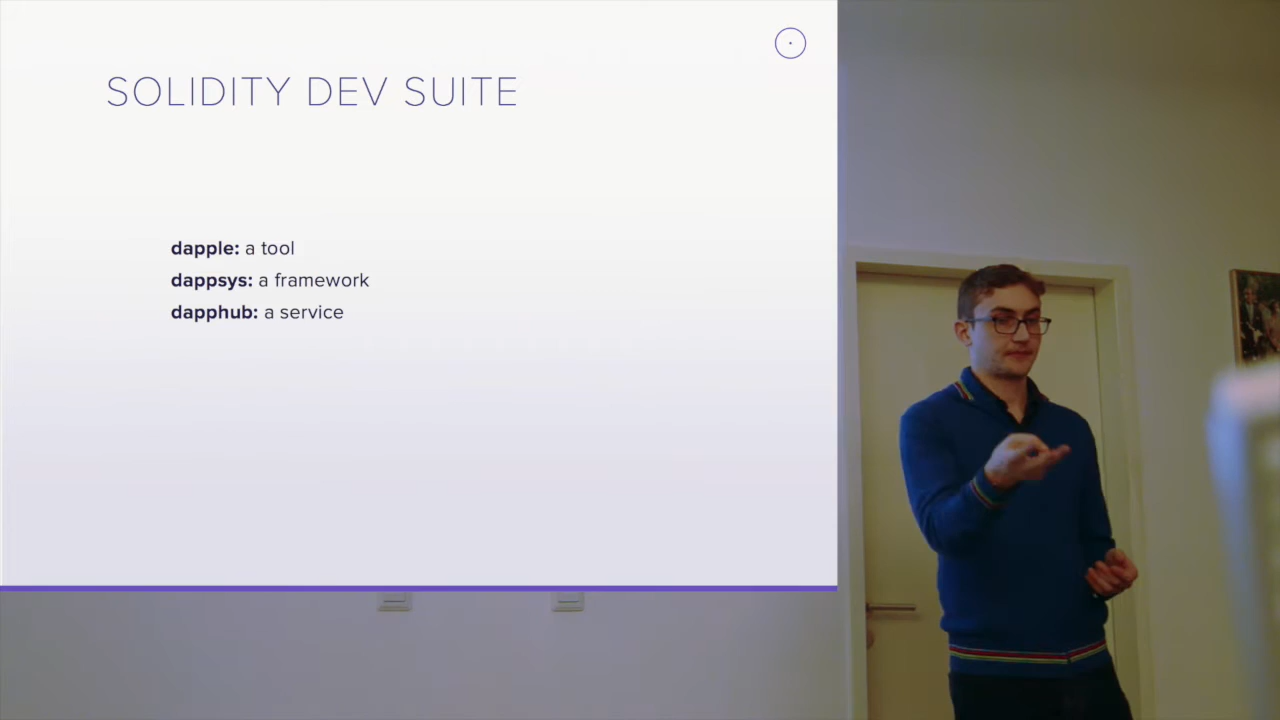 SOLIDITY DEV SUITE
dapple: a tool
dappsys: a framework
dapphub: a service